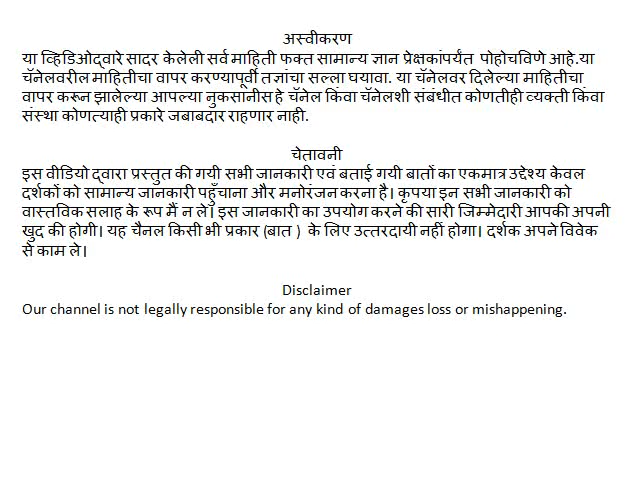 अस्वीकरण
या व्हिडिओद्वारे सादर केलेली सर्व माहिती फक्त सामान्य ज्ञान प्रेक्षकांपर्यंत पोहोचविणे आहे.या
चॅनेलवरील माहितीचा वापर करण्यापूर्वी तज्ञांचा सल्ला घयावा. या चॅनेलवर दिलेल्या माहितीचा
वापर करून झालेल्या आपल्या नुकसानीस हे चॅनेल किंवा चॅनेलशी संबंधीत कोणतीही व्यक्ती किंवा
संस्था कोणत्याही प्रकारे जबाबदार राहणार नाही.
चेतावनी
इस वीडियो द्वारा प्रस्तुत की गयी सभी जानकारी एवं बताई गयी बातों का एकमात्र उद्देश्य केवल
दर्शकों को सामान्य जानकारी पहुँचाना और मनोरंजन करना है। कृपया इन सभी जानकारी को
वास्तविक सलाह के रूप मैं न ले। इस जानकारी का उपयोग करने की सारी जिम्मेदारी आपकी अपनी
खुद की होगी। यह चैनल किसी भी प्रकार (बात ) के लिए उत्तरदायी नहीं होगा। दर्शक अपने विवेक
से काम ले।
Disclaimer
Our channel is not legally responsible for any kind of damages loss or mishappening.